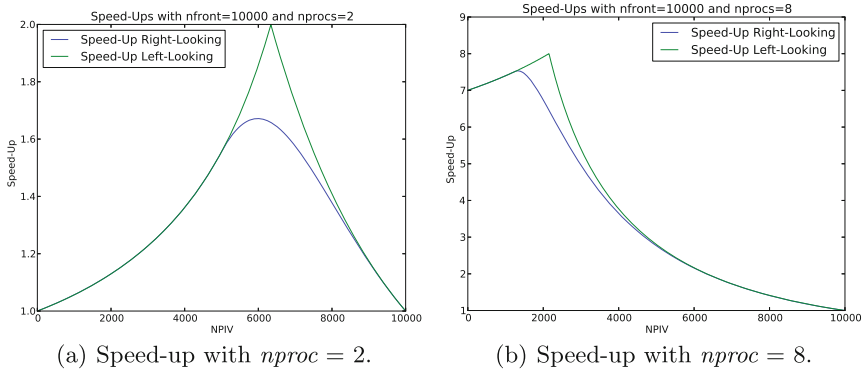 Speed-Ups with nfront=10000 and nprocs=2
Speed-Up Right-Looking
Speed-Up Left-Looking
Speed-Up
2.0
1.8
1.6
1.4
1.2
1.0
0 2000 4000 6000 8000 10000
NPIV
(a) Speed-up with nproc = 2.
Speed-Ups with nfront=10000 and nprocs=8
Speed-Up Right-Looking
Speed-Up Left-Looking
Speed-Up
9
8
7
6
5
4
3
2
1
0 2000 4000 6000 8000 10000
NPIV
(b) Speed-up with nproc = 8.